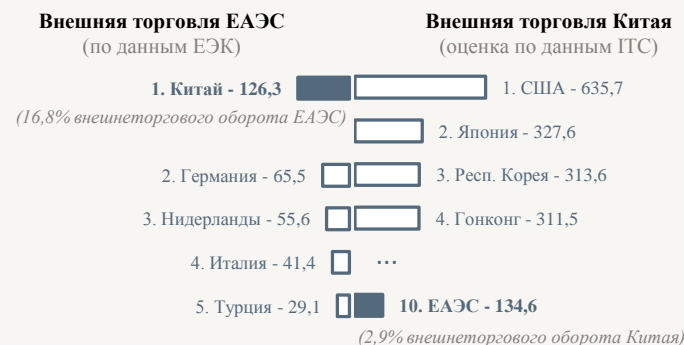 Внешняя торговля ЕАЭС
(по данным ЕЭК)
1. Китай - 126,3
(16,8% внешнеторгового оборота ЕАЭС)
2. Германия - 65,5
3. Нидерланды - 55,6
4. Италия - 41,4
5. Турция - 29,1
Внешняя торговля Китая
(оценка по данным ITC)
1. США - 635,7
2. Япония - 327,6
3. Респ. Корея - 313,6
4. Гонконг - 311,5
...
10. ЕАЭС - 134,6
(2,9% внешнеторгового оборота Китая)